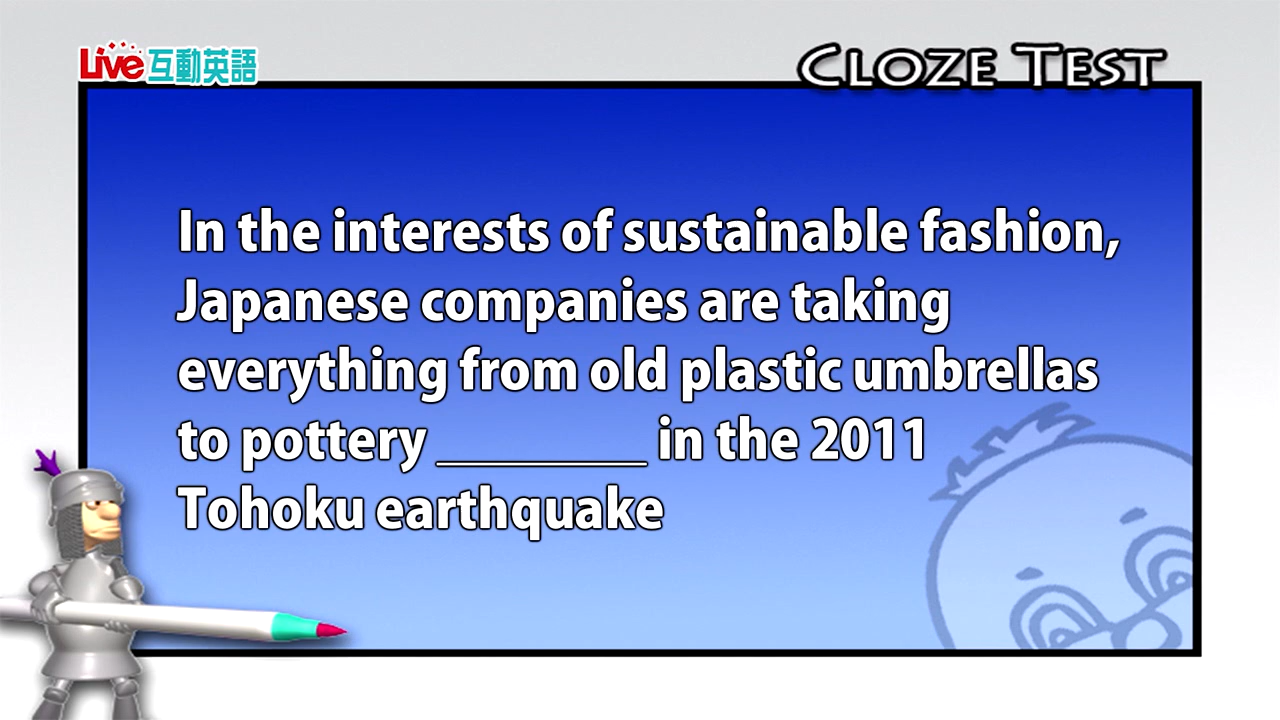 Live互動英語
CLOZE TEST
In the interests of sustainable fashion,
Japanese companies are taking
everything from old plastic umbrellas
to pottery ________ in the 2011
Tohoku earthquake